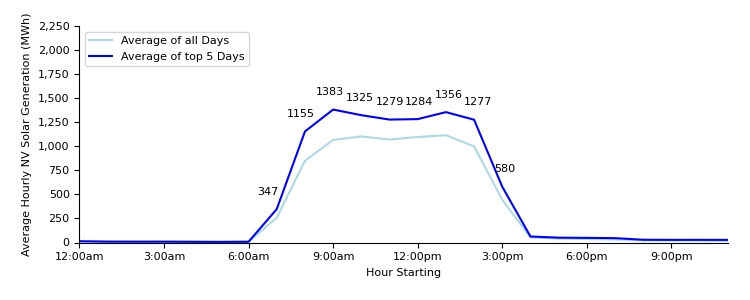 Average Hourly NV Solar Generation (MWh)
2,250
2,000
1,750
1,500
1,250
1,000
750
500
250
0
Average of all Days
Average of top 5 Days
347
1155
1383
1325
1279
1284
1356
1277
580
12:00am
3:00am
6:00am
9:00am
12:00pm
3:00pm
6:00pm
9:00pm
Hour Starting